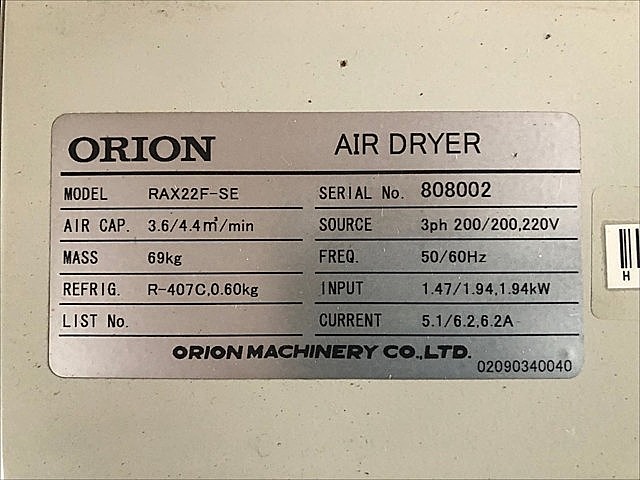 ORION AIR DRYER
MODEL RAX22F-SE SERIAL No. 808002
AIR CAP. 3.6/4.4㎥/min SOURCE 3ph 200/200,220V
MASS 69kg FREQ. 50/60Hz
REFRIG. R-407C,0.60kg INPUT 1.47/1.94,1.94kW
LIST No. CURRENT 5.1/6.2,6.2A
ORION MACHINERY CO.,LTD.
02090340040
H